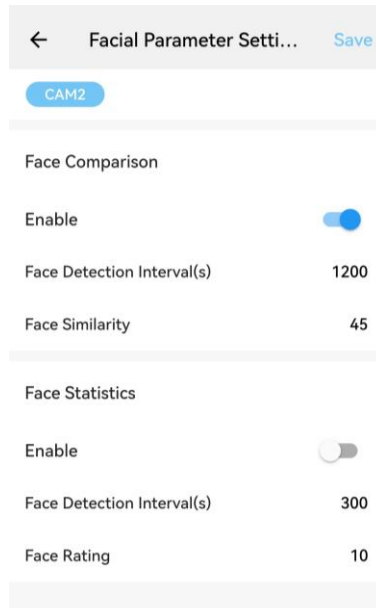 Facial Parameter Setti... Save
CAM2
Face Comparison
Enable
Face Detection Interval(s) 1200
Face Similarity 45
Face Statistics
Enable
Face Detection Interval(s) 300
Face Rating 10